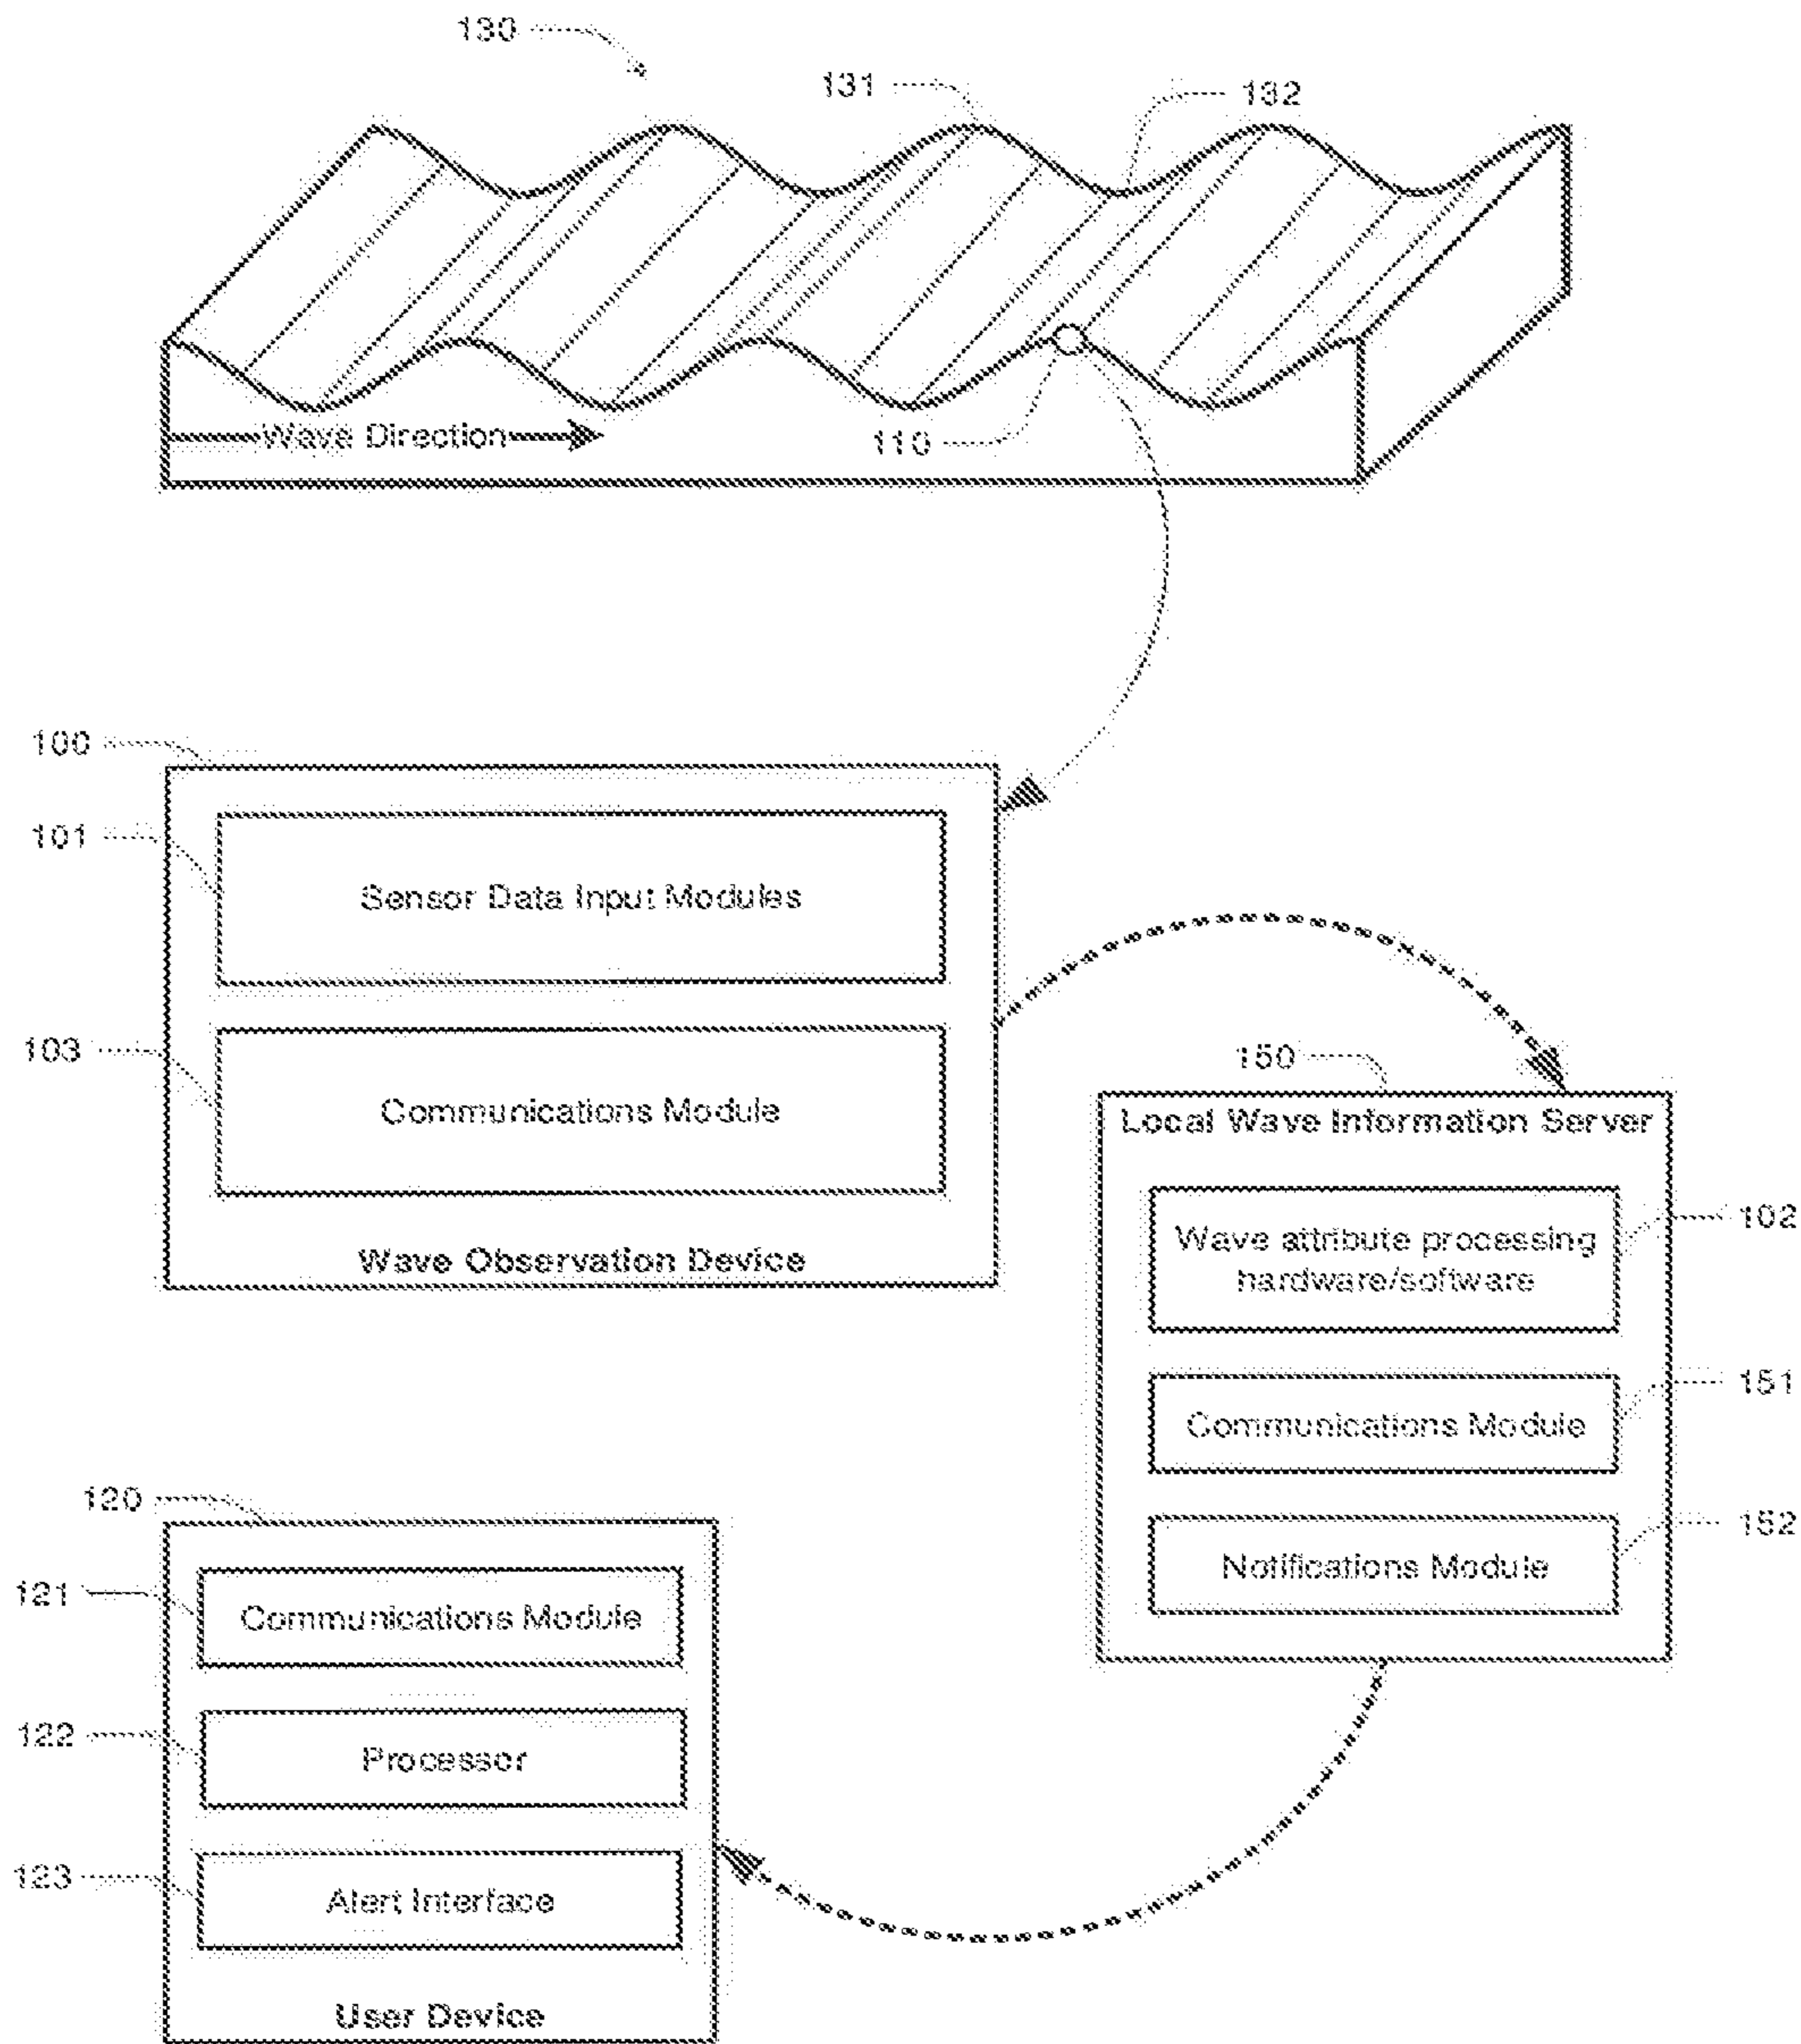 130
131
132
Wave Direction
110
100
101
Sensor Data Input Modules
103
Communications Module
Wave Observation Device
150
Local Wave Information Server
Wave attribute processing
hardware/software
102
Communications Module
151
Notifications Module
152
120
121
Communications Module
122
Processor
123
Alert Interface
User Device